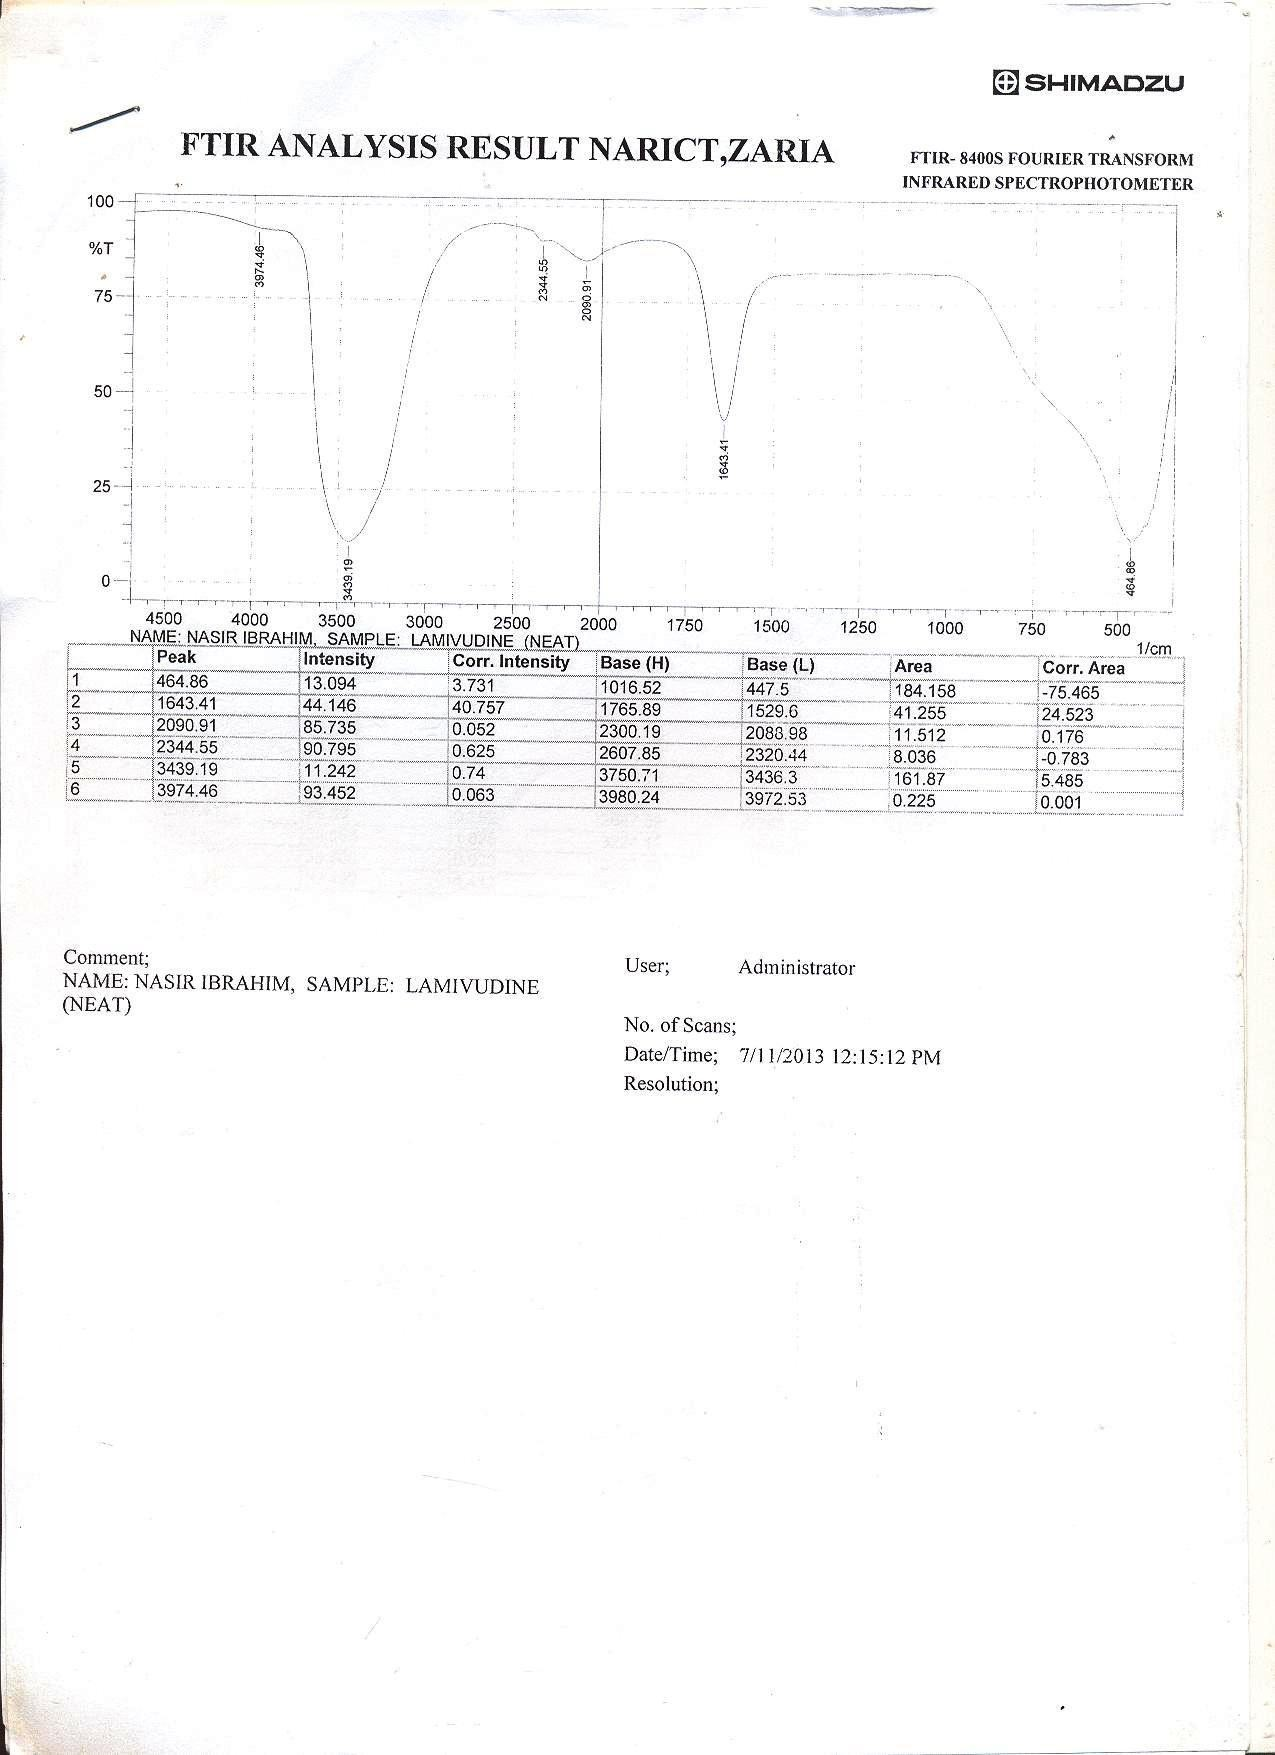 SHIMADZU
FTIR ANALYSIS RESULT NARICT,ZARIA
FTIR- 8400S FOURIER TRANSFORM
INFRARED SPECTROPHOTOMETER
100
%T
75
50
25
0
3974.46
3439.19
2344.55
2090.91
1643.41
464.86
4500 4000 3500 3000 2500 2000 1750 1500 1250 1000 750 500
1/cm
NAME: NASIR IBRAHIM, SAMPLE: LAMIVUDINE (NEAT)
Peak Intensity Corr. Intensity Base (H) Base (L) Area Corr. Area
1 464.86 13.094 3.731 1016.52 447.5 184.158 -75.465
2 1643.41 44.146 40.757 1765.89 1529.6 41.255 24.523
3 2090.91 85.735 0.052 2300.19 2088.98 11.512 0.176
4 2344.55 90.795 0.625 2607.85 2320.44 8.036 -0.783
5 3439.19 11.242 0.74 3750.71 3436.3 161.87 5.485
6 3974.46 93.452 0.063 3980.24 3972.53 0.225 0.001
Comment;
NAME: NASIR IBRAHIM, SAMPLE: LAMIVUDINE
(NEAT)
User; Administrator
No. of Scans;
Date/Time; 7/11/2013 12:15:12 PM
Resolution;